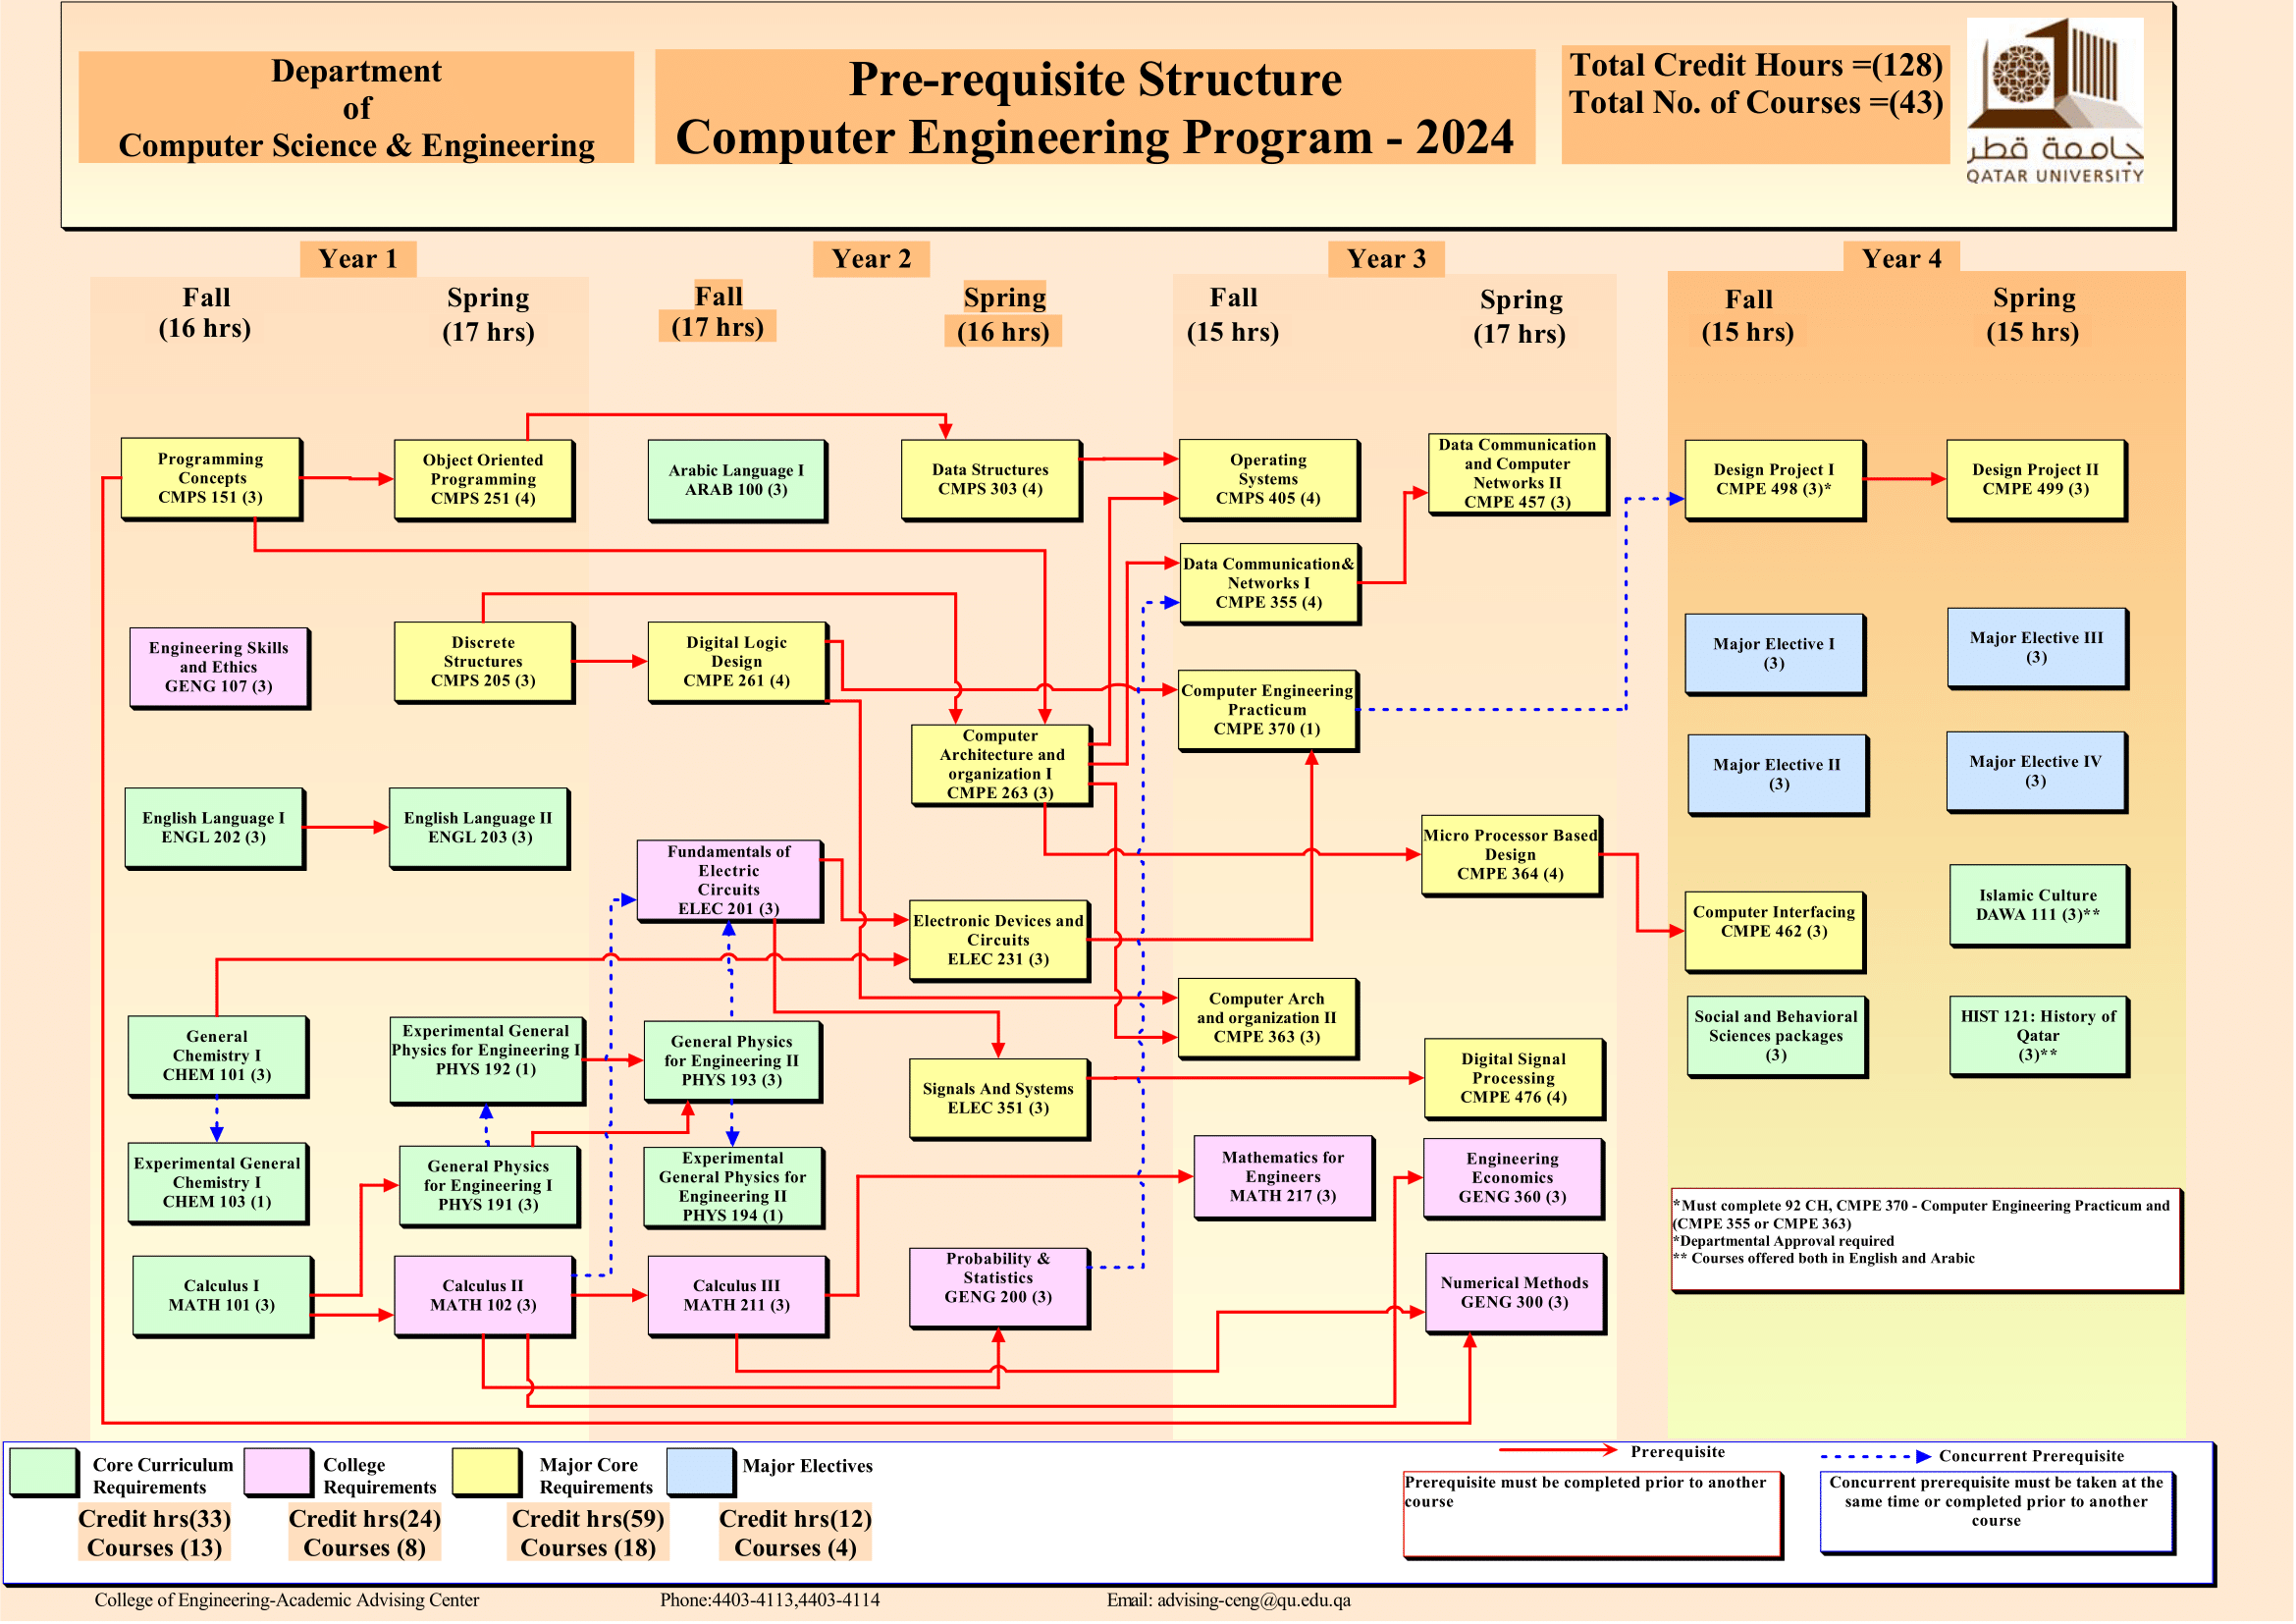 Department
of
Computer Science & Engineering
Pre-requisite Structure
Computer Engineering Program - 2024
Total Credit Hours =(128)
Total No. of Courses =(43)
جامعة قطر
QATAR UNIVERSITY
Year 1
Year 2
Year 3
Year 4
Fall
(16 hrs)
Spring
(17 hrs)
Fall
(17 hrs)
Spring
(16 hrs)
Fall
(15 hrs)
Spring
(17 hrs)
Fall
(15 hrs)
Spring
(15 hrs)
Programming
Concepts
CMPS 151 (3)
Object Oriented
Programming
CMPS 251 (4)
Arabic Language I
ARAB 100 (3)
Data Structures
CMPS 303 (4)
Operating
Systems
CMPS 405 (4)
Data Communication
and Computer
Networks II
CMPE 457 (3)
Design Project I
CMPE 498 (3)*
Design Project II
CMPE 499 (3)
Data Communication&
Networks I
CMPE 355 (4)
Engineering Skills
and Ethics
GENG 107 (3)
Discrete
Structures
CMPS 205 (3)
Digital Logic
Design
CMPE 261 (4)
Computer Engineering
Practicum
CMPE 370 (1)
Major Elective I
(3)
Major Elective III
(3)
Computer
Architecture and
organization I
CMPE 263 (3)
Major Elective II
(3)
Major Elective IV
(3)
English Language I
ENGL 202 (3)
English Language II
ENGL 203 (3)
Fundamentals of
Electric
Circuits
ELEC 201 (3)
Micro Processor Based
Design
CMPE 364 (4)
Electronic Devices and
Circuits
ELEC 231 (3)
Computer Interfacing
CMPE 462 (3)
Islamic Culture
DAWA 111 (3)**
General
Chemistry I
CHEM 101 (3)
Experimental General
Physics for Engineering I
PHYS 192 (1)
General Physics
for Engineering II
PHYS 193 (3)
Computer Arch
and organization II
CMPE 363 (3)
Social and Behavioral
Sciences packages
(3)
HIST 121: History of
Qatar
(3)**
Signals And Systems
ELEC 351 (3)
Digital Signal
Processing
CMPE 476 (4)
Experimental General
Chemistry I
CHEM 103 (1)
General Physics
for Engineering I
PHYS 191 (3)
Experimental
General Physics for
Engineering II
PHYS 194 (1)
Mathematics for
Engineers
MATH 217 (3)
Engineering
Economics
GENG 360 (3)
*Must complete 92 CH, CMPE 370 - Computer Engineering Practicum and
(CMPE 355 or CMPE 363)
*Departmental Approval required
** Courses offered both in English and Arabic
Calculus I
MATH 101 (3)
Calculus II
MATH 102 (3)
Calculus III
MATH 211 (3)
Probability &
Statistics
GENG 200 (3)
Numerical Methods
GENG 300 (3)
Core Curriculum
Requirements
Credit hrs(33)
Courses (13)
College
Requirements
Credit hrs(24)
Courses (8)
Major Core
Requirements
Credit hrs(59)
Courses (18)
Major Electives
Credit hrs(12)
Courses (4)
Prerequisite
Prerequisite must be completed prior to another
course
Concurrent Prerequisite
Concurrent prerequisite must be taken at the
same time or completed prior to another
course
College of Engineering-Academic Advising Center
Phone:4403-4113,4403-4114
Email: advising-ceng@qu.edu.qa